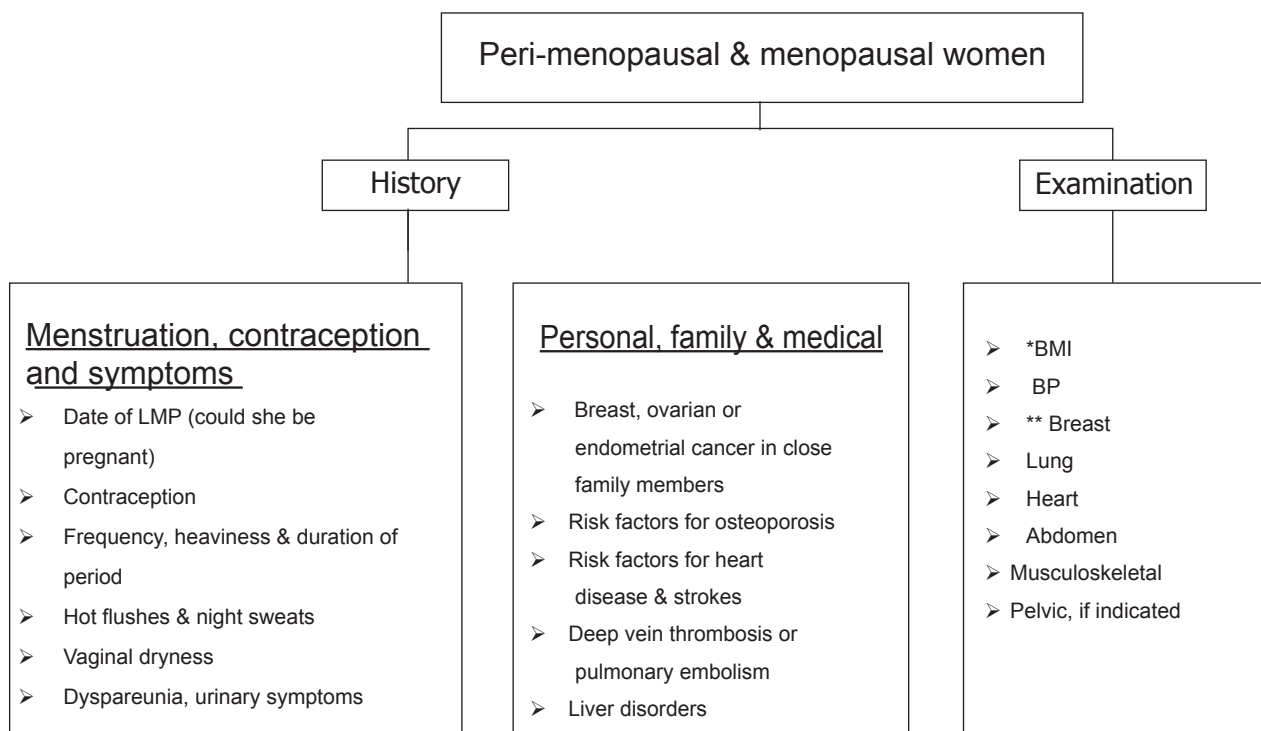 Peri-menopausal & menopausal women
History
Examination
Menstruation, contraception
and symptoms
➢ Date of LMP (could she be
pregnant)
➢ Contraception
➢ Frequency, heaviness & duration of
period
➢ Hot flushes & night sweats
➢ Vaginal dryness
➢ Dyspareunia, urinary symptoms
Personal, family & medical
➢ Breast, ovarian or
endometrial cancer in close
family members
➢ Risk factors for osteoporosis
➢ Risk factors for heart
disease & strokes
➢ Deep vein thrombosis or
pulmonary embolism
➢ Liver disorders
➢ *BMI
➢ BP
➢ ** Breast
➢ Lung
➢ Heart
➢ Abdomen
➢ Musculoskeletal
➢ Pelvic, if indicated